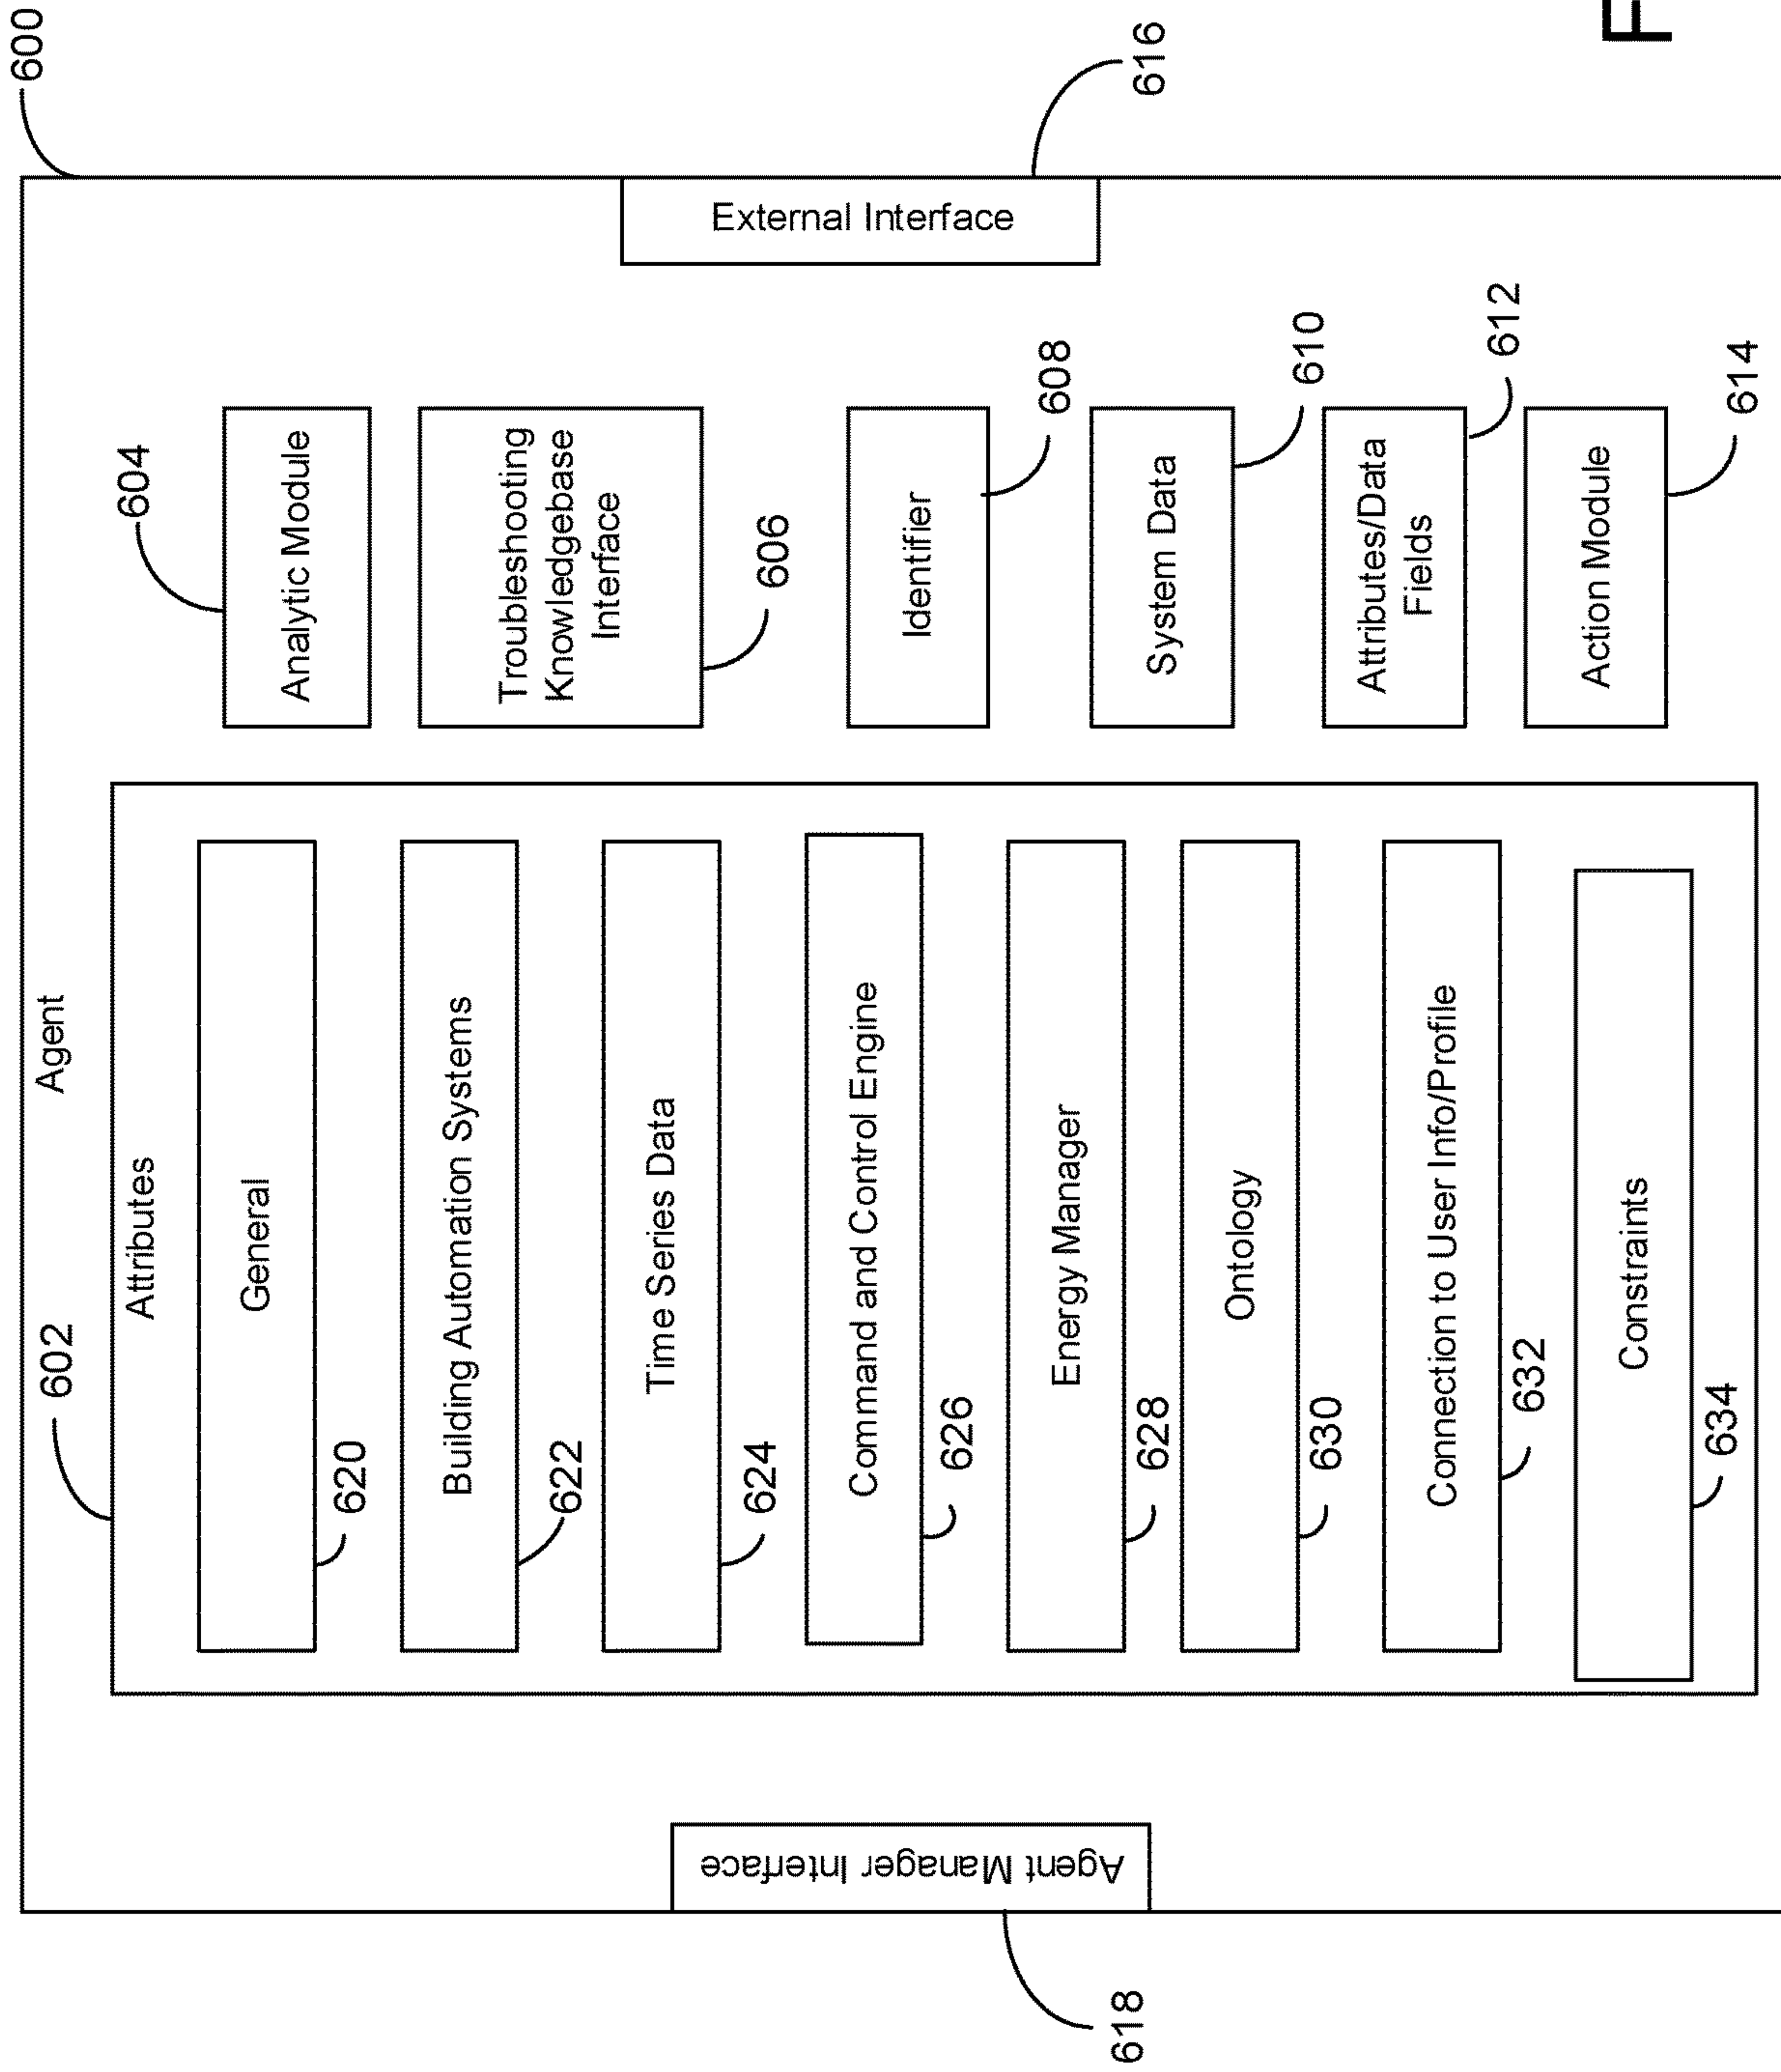 600
Agent
602
Attributes
General
620
Building Automation Systems
622
Time Series Data
624
Command and Control Engine
626
Energy Manager
628
Ontology
630
Connection to User Info/Profile
632
Constraints
634
604
Analytic Module
Troubleshooting
Knowledgebase
Interface
606
Identifier
608
System Data
610
Attributes/Data
Fields
612
Action Module
614
External Interface
616
Agent Manager Interface
618
F